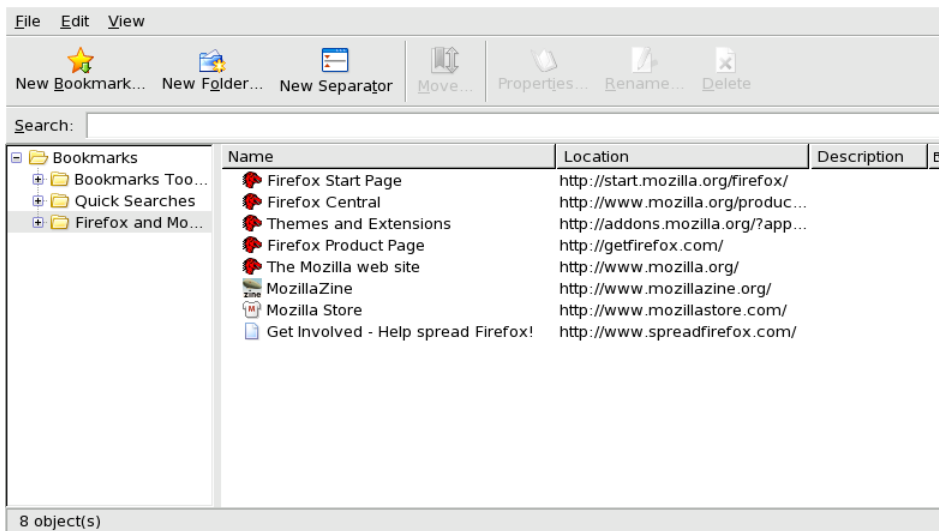 File Edit View
New Bookmark... New Folder... New Separator Move... Properties... Rename... Delete
Search:
Bookmarks
Bookmarks Too...
Quick Searches
Firefox and Mo...
Name Location Description E
Firefox Start Page http://start.mozilla.org/firefox/
Firefox Central http://www.mozilla.org/produc...
Themes and Extensions http://addons.mozilla.org/?app...
Firefox Product Page http://getfirefox.com/
The Mozilla web site http://www.mozilla.org/
zine MozillaZine http://www.mozillazine.org/
M Mozilla Store http://www.mozillastore.com/
Get Involved - Help spread Firefox! http://www.spreadfirefox.com/
8 object(s)